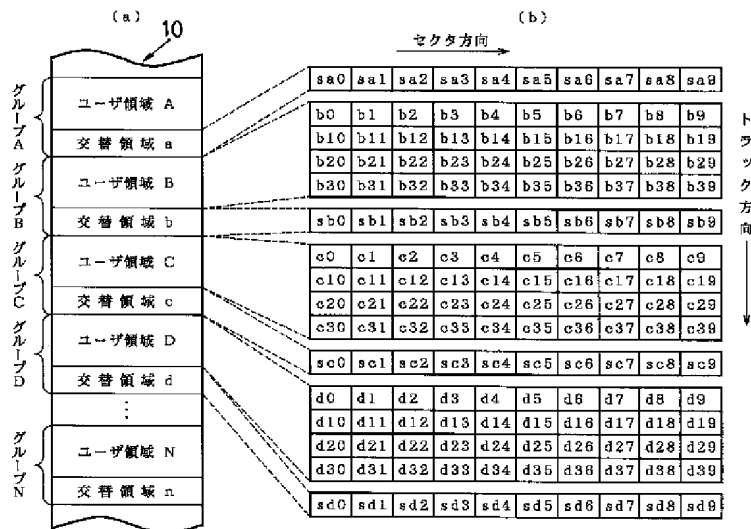 (a)
10
グループA
ユーザ領域 A
交替領域 a
グループB
ユーザ領域 B
交替領域 b
グループC
ユーザ領域 C
交替領域 c
グループD
ユーザ領域 D
交替領域 d
⋮
グループN
ユーザ領域 N
交替領域 n
(b)
セクタ方向
トラック方向
sa0 sa1 sa2 sa3 sa4 sa5 sa6 sa7 sa8 sa9
b0 b1 b2 b3 b4 b5 b6 b7 b8 b9
b10 b11 b12 b13 b14 b15 b16 b17 b18 b19
b20 b21 b22 b23 b24 b25 b26 b27 b28 b29
b30 b31 b32 b33 b34 b35 b36 b37 b38 b39
sb0 sb1 sb2 sb3 sb4 sb5 sb6 sb7 sb8 sb9
c0 c1 c2 c3 c4 c5 c6 c7 c8 c9
c10 c11 c12 c13 c14 c15 c16 c17 c18 c19
c20 c21 c22 c23 c24 c25 c26 c27 c28 c29
c30 c31 c32 c33 c34 c35 c36 c37 c38 c39
sc0 sc1 sc2 sc3 sc4 sc5 sc6 sc7 sc8 sc9
d0 d1 d2 d3 d4 d5 d6 d7 d8 d9
d10 d11 d12 d13 d14 d15 d16 d17 d18 d19
d20 d21 d22 d23 d24 d25 d26 d27 d28 d29
d30 d31 d32 d33 d34 d35 d36 d37 d38 d39
sd0 sd1 sd2 sd3 sd4 sd5 sd6 sd7 sd8 sd9